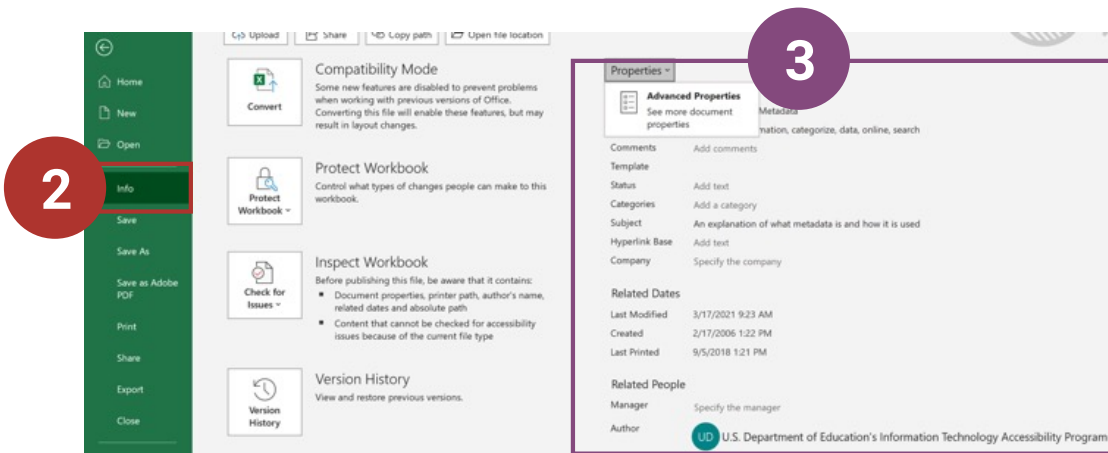 Upload
Share
Copy path
Open file location
Home
New
Open
2
Info
Save
Save As
Save as Adobe
PDF
Print
Share
Export
Close
Convert
Compatibility Mode
Some new features are disabled to prevent problems
when working with previous versions of Office.
Converting this file will enable these features, but may
result in layout changes.
Protect
Workbook
Protect Workbook
Control what types of changes people can make to this
workbook.
Check for
Issues
Inspect Workbook
Before publishing this file, be aware that it contains:
■ Document properties, printer path, author's name,
related dates and absolute path
■ Content that cannot be checked for accessibility
issues because of the current file type
Version
History
Version History
View and restore previous versions.
3
Properties
Advanced Properties
See more document
properties
Metadata
mation, categorize, data, online, search
Comments Add comments
Template
Status Add text
Categories Add a category
Subject An explanation of what metadata is and how it is used
Hyperlink Base Add text
Company Specify the company
Related Dates
Last Modified 3/17/2021 9:23 AM
Created 2/17/2006 1:22 PM
Last Printed 9/5/2018 1:21 PM
Related People
Manager Specify the manager
Author UD U.S. Department of Education's Information Technology Accessibility Program